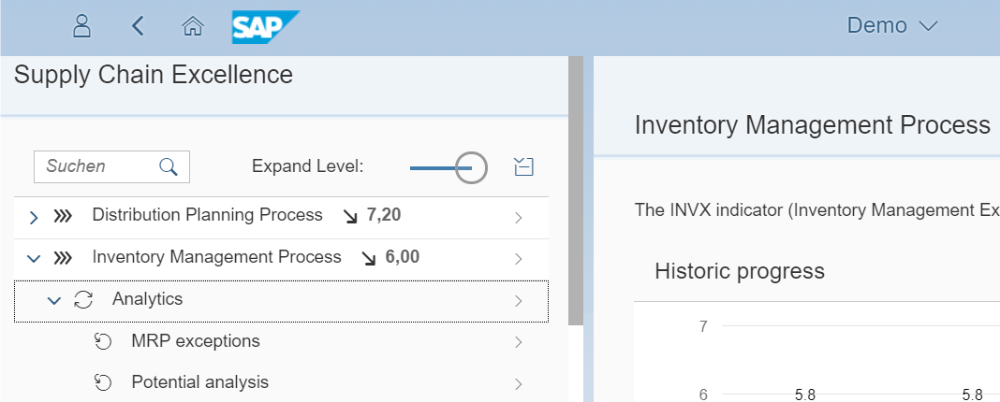 SAP
Demo
Supply Chain Excellence
Suchen
Expand Level:
Distribution Planning Process 7,20
Inventory Management Process 6,00
Analytics
MRP exceptions
Potential analysis
Inventory Management Process
The INVX indicator (Inventory Management Ex
Historic progress
7
6
5.8 5.8